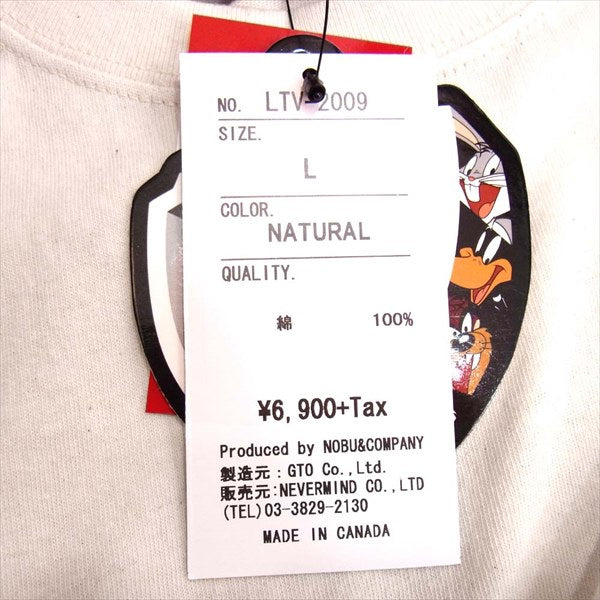 NO. LTV-2009
SIZE.
L
COLOR.
NATURAL
QUALITY.
綿 100%
¥6,900+Tax
Produced by NOBU&COMPANY
製造元：GTO Co.,Ltd.
販売元:NEVERMIND CO.,LTD
(TEL)03-3829-2130
MADE IN CANADA